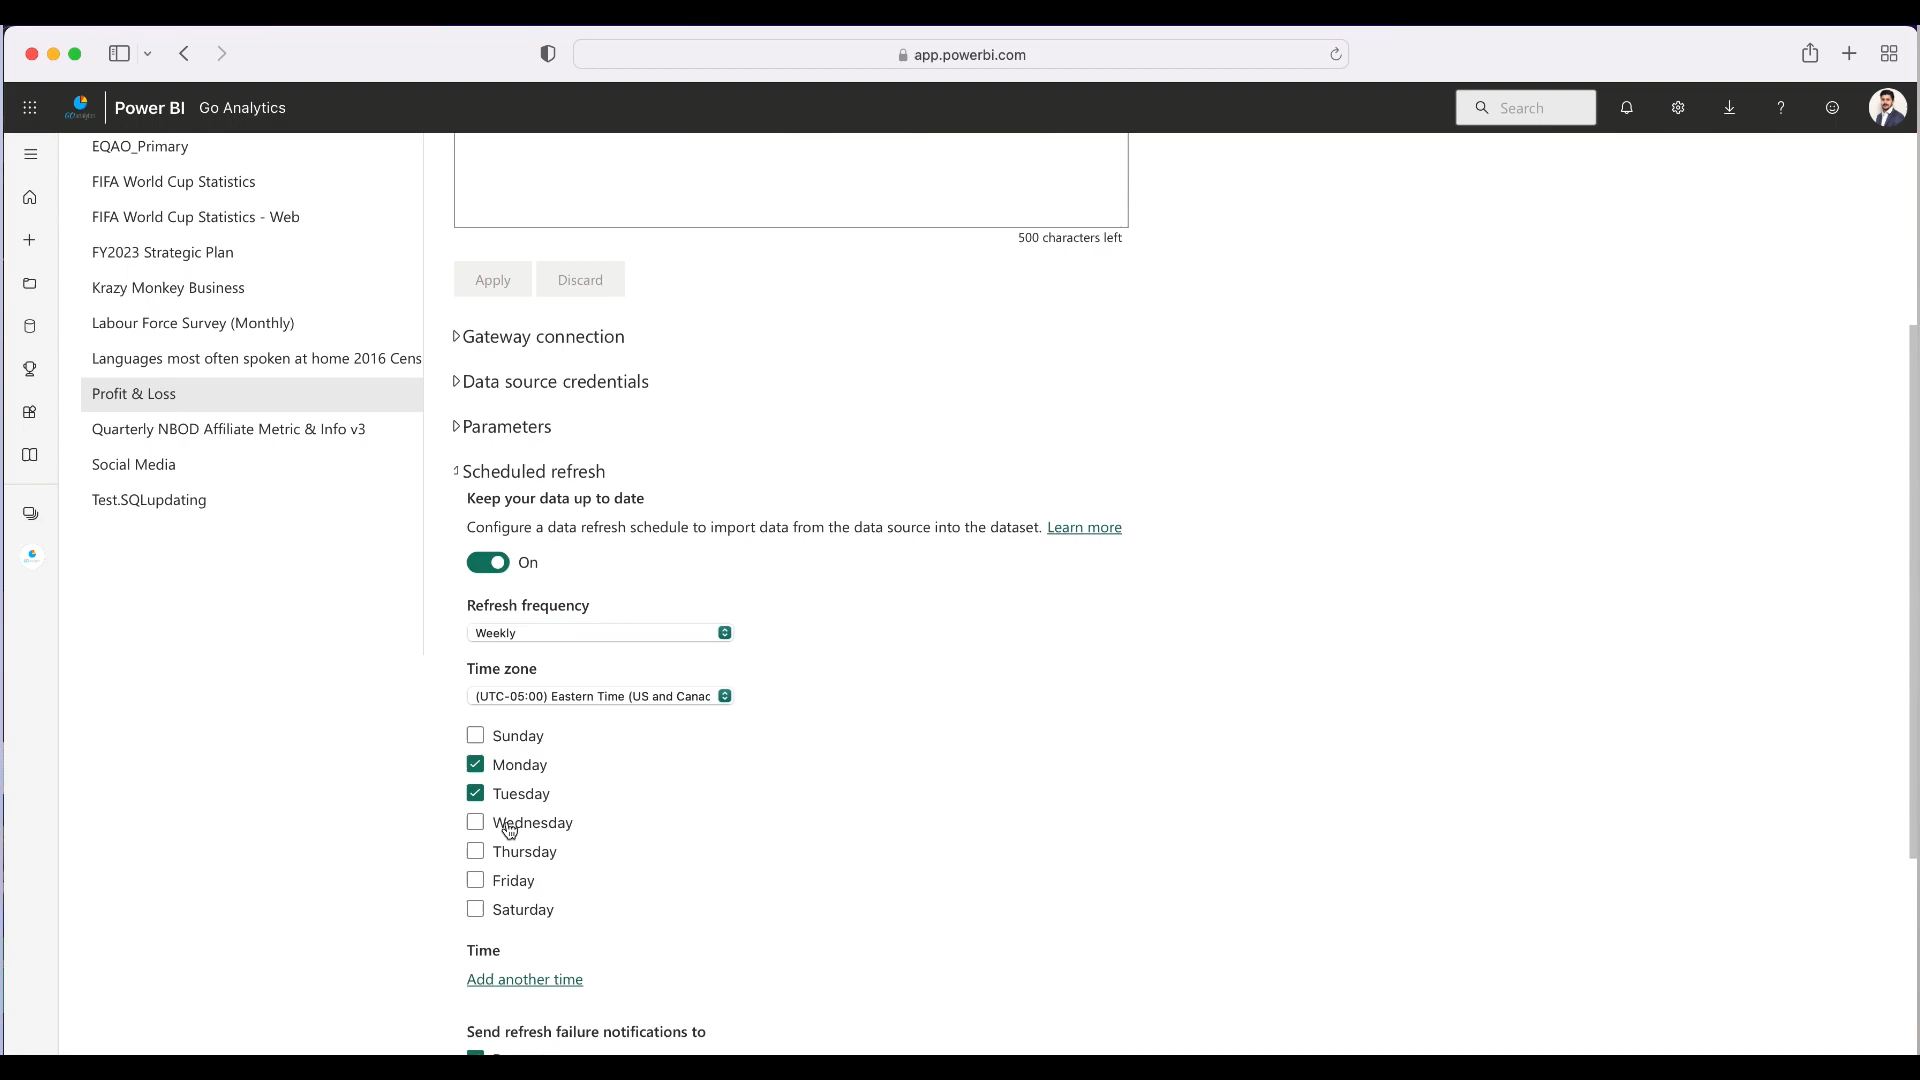 app.powerbi.com
Power BI Go Analytics
Search
EQAO_Primary
FIFA World Cup Statistics
FIFA World Cup Statistics - Web
FY2023 Strategic Plan
Krazy Monkey Business
Labour Force Survey (Monthly)
Languages most often spoken at home 2016 Cens
Profit & Loss
Quarterly NBOD Affiliate Metric & Info v3
Social Media
Test.SQLupdating
500 characters left
Apply Discard
Gateway connection
Data source credentials
Parameters
Scheduled refresh
Keep your data up to date
Configure a data refresh schedule to import data from the data source into the dataset. Learn more
On
Refresh frequency
Weekly
Time zone
(UTC-05:00) Eastern Time (US and Canac
Sunday
Monday
Tuesday
Wednesday
Thursday
Friday
Saturday
Time
Add another time
Send refresh failure notifications to